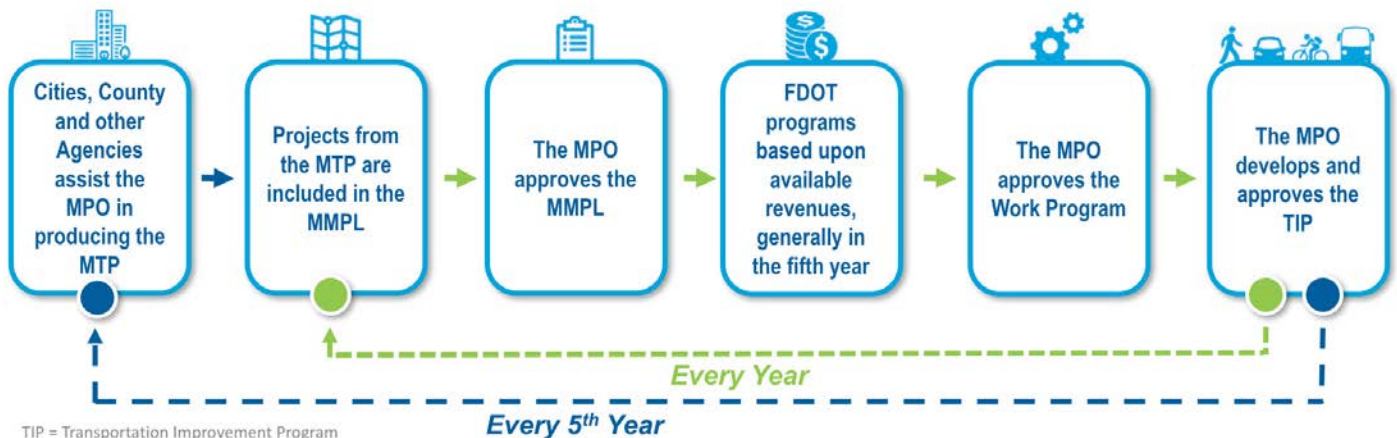 Cities, County
and other
Agencies
assist the
MPO in
producing the
MTP
Projects from
the MTP are
included in the
MMPL
The MPO
approves the
MMPL
FDOT
programs
based upon
available
revenues,
generally in
the fifth year
The MPO
approves the
Work Program
The MPO
develops and
approves the
TIP
Every Year
Every 5th Year
TIP = Transportation Improvement Program